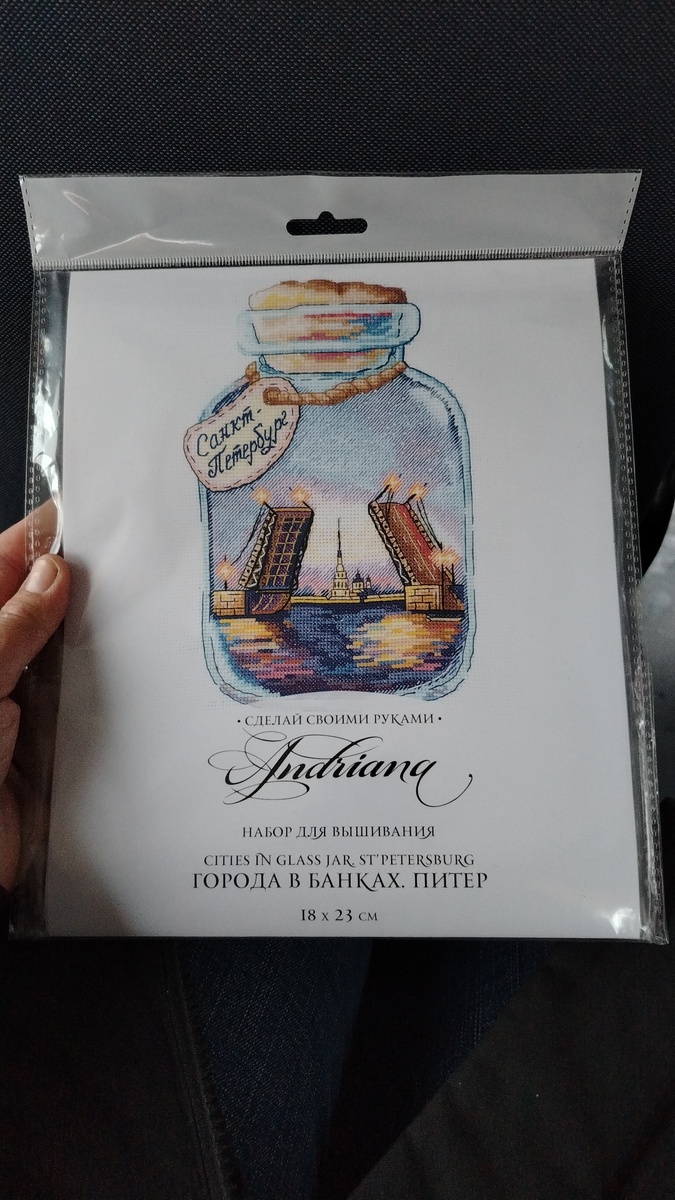 Санкт-
Петербург
• СДЕЛАЙ СВОИМИ РУКАМИ •
Andriana
НАБОР ДЛЯ ВЫШИВАНИЯ
CITIES IN GLASS JAR. ST'PETERSBURG
ГОРОДА В БАНКАХ. ПИТЕР
18 x 23 см